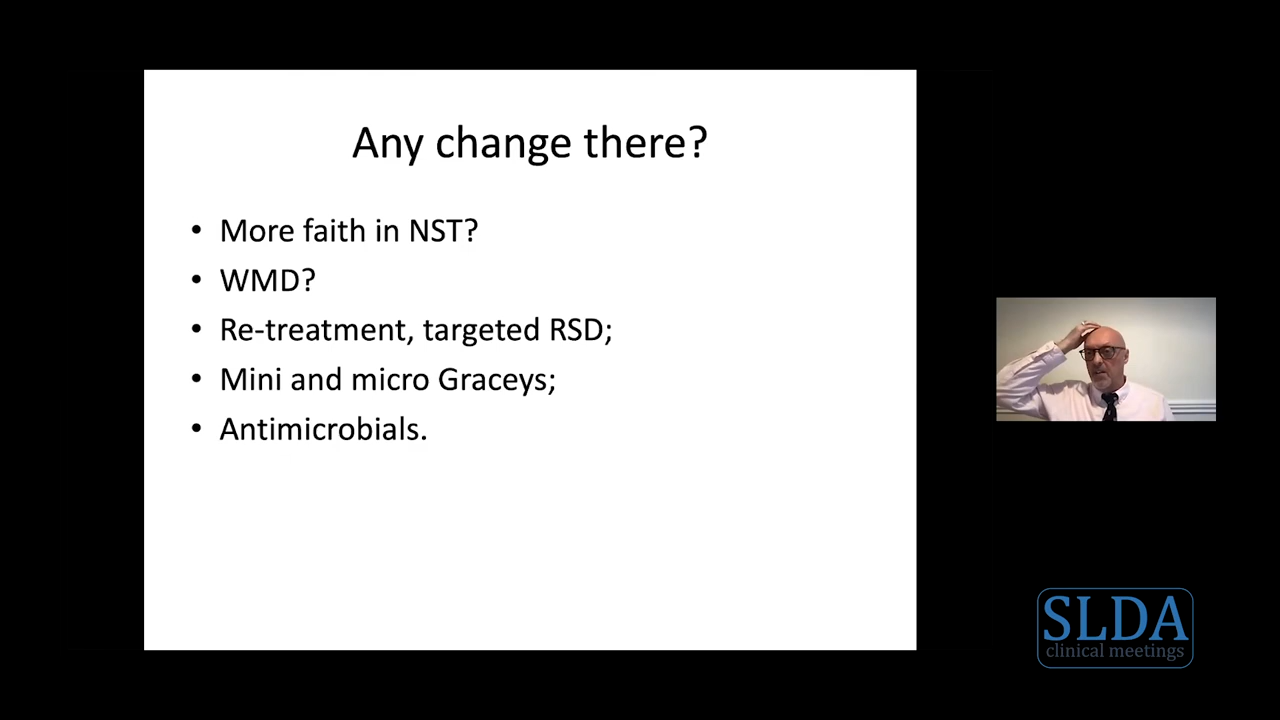 Any change there?
• More faith in NST?
• WMD?
• Re-treatment, targeted RSD;
• Mini and micro Graceys;
• Antimicrobials.
SLDA
clinical meetings